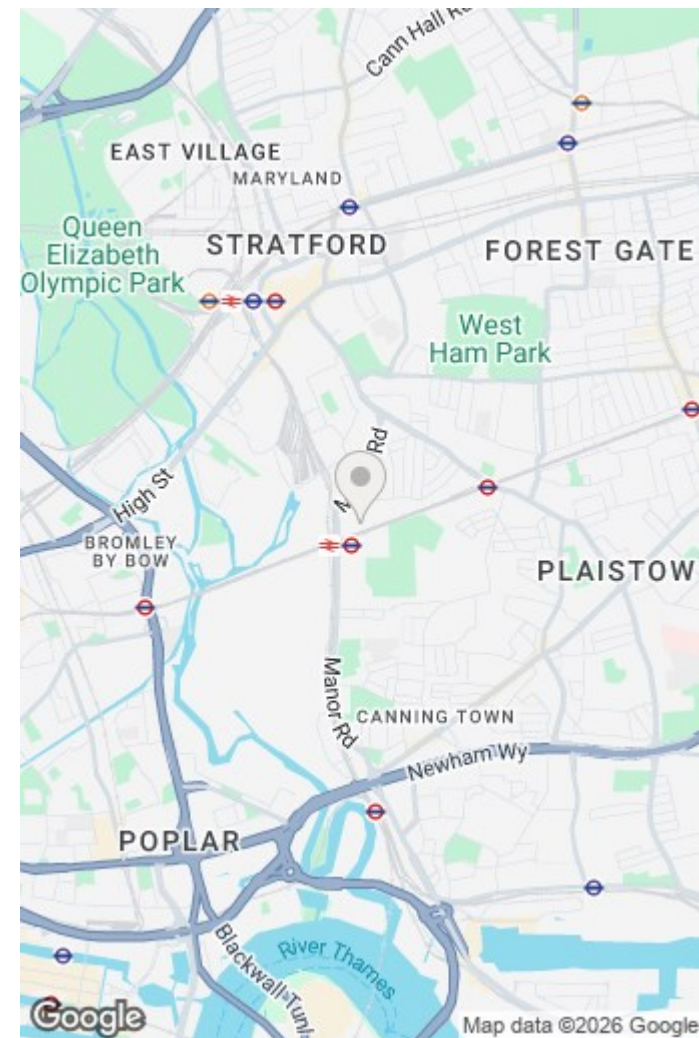 Cann Hall Rd
EAST VILLAGE
MARYLAND
Queen
Elizabeth
Olympic Park
STRATFORD
FOREST GATE
West
Ham Park
Rd
High St
BROMLEY
BY BOW
PLAISTOW
Manor Rd
CANNING TOWN
Newham Wy
POPLAR
River Thames
Blackwall Tun
Google
Map data ©2026 Google